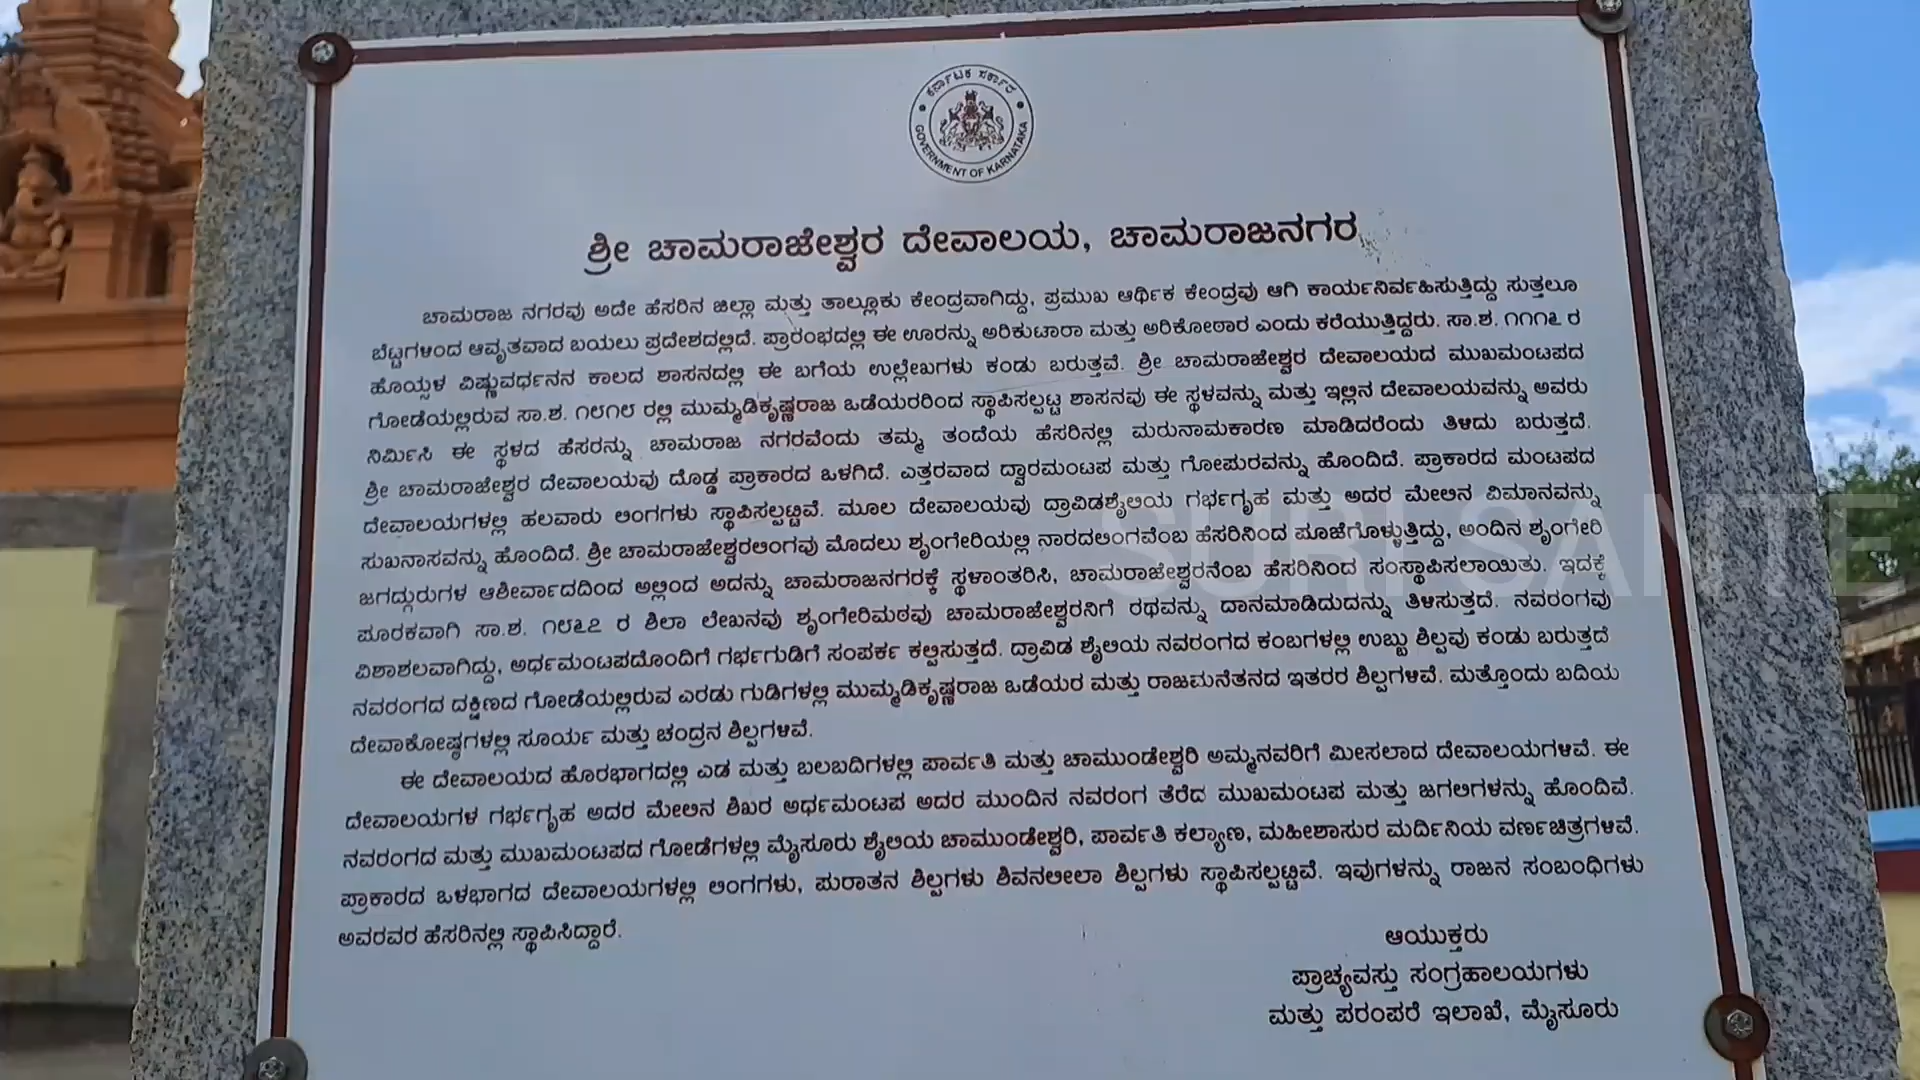 ಕರ್ನಾಟಕ ಸರ್ಕಾರ
GOVERNMENT OF KARNATAKA
ಶ್ರೀ ಚಾಮರಾಜೇಶ್ವರ ದೇವಾಲಯ, ಚಾಮರಾಜನಗರ
ಚಾಮರಾಜ ನಗರವು ಅದೇ ಹೆಸರಿನ ಜಿಲ್ಲಾ ಮತ್ತು ತಾಲ್ಲೂಕು ಕೇಂದ್ರವಾಗಿದ್ದು, ಪ್ರಮುಖ ಆರ್ಥಿಕ ಕೇಂದ್ರವು ಆಗಿ ಕಾರ್ಯನಿರ್ವಹಿಸುತ್ತಿದ್ದು ಸುತ್ತಲೂ
ಬೆಟ್ಟಗಳಿಂದ ಆವೃತವಾದ ಬಯಲು ಪ್ರದೇಶದಲ್ಲಿದೆ. ಪ್ರಾರಂಭದಲ್ಲಿ ಈ ಊರನ್ನು ಅರಿಕುಟಾರಾ ಮತ್ತು ಅರಿಕೋಠಾರ ಎಂದು ಕರೆಯುತ್ತಿದ್ದರು. ಸಾ.ಶ. ೧೧೧೭ ರ
ಹೊಯ್ಸಳ ವಿಷ್ಣುವರ್ಧನನ ಕಾಲದ ಶಾಸನದಲ್ಲಿ ಈ ಬಗೆಯ ಉಲ್ಲೇಖಗಳು ಕಂಡು ಬರುತ್ತವೆ. ಶ್ರೀ ಚಾಮರಾಜೇಶ್ವರ ದೇವಾಲಯದ ಮುಖಮಂಟಪದ
ಗೋಡೆಯಲ್ಲಿರುವ ಸಾ.ಶ. ೧೮೧೮ ರಲ್ಲಿ ಮುಮ್ಮಡಿಕೃಷ್ಣರಾಜ ಒಡೆಯರರಿಂದ ಸ್ಥಾಪಿಸಲ್ಪಟ್ಟ ಶಾಸನವು ಈ ಸ್ಥಳವನ್ನು ಮತ್ತು ಇಲ್ಲಿನ ದೇವಾಲಯವನ್ನು ಅವರು
ನಿರ್ಮಿಸಿ ಈ ಸ್ಥಳದ ಹೆಸರನ್ನು ಚಾಮರಾಜ ನಗರವೆಂದು ತಮ್ಮ ತಂದೆಯ ಹೆಸರಿನಲ್ಲಿ ಮರುನಾಮಕಾರಣ ಮಾಡಿದರೆಂದು ತಿಳಿದು ಬರುತ್ತದೆ.
ಶ್ರೀ ಚಾಮರಾಜೇಶ್ವರ ದೇವಾಲಯವು ದೊಡ್ಡ ಪ್ರಾಕಾರದ ಒಳಗಿದೆ. ಎತ್ತರವಾದ ದ್ವಾರಮಂಟಪ ಮತ್ತು ಗೋಪುರವನ್ನು ಹೊಂದಿದೆ. ಪ್ರಾಕಾರದ ಮಂಟಪದ
ದೇವಾಲಯಗಳಲ್ಲಿ ಹಲವಾರು ಲಿಂಗಗಳು ಸ್ಥಾಪಿಸಲ್ಪಟ್ಟಿವೆ. ಮೂಲ ದೇವಾಲಯವು ದ್ರಾವಿಡಶೈಲಿಯ ಗರ್ಭಗೃಹ ಮತ್ತು ಅದರ ಮೇಲಿನ ವಿಮಾನವನ್ನು
ಸುಖನಾಸವನ್ನು ಹೊಂದಿದೆ. ಶ್ರೀ ಚಾಮರಾಜೇಶ್ವರಲಿಂಗವು ಮೊದಲು ಶೃಂಗೇರಿಯಲ್ಲಿ ನಾರದಲಿಂಗವೆಂಬ ಹೆಸರಿನಿಂದ ಪೂಜೆಗೊಳ್ಳುತ್ತಿದ್ದು, ಅಂದಿನ ಶೃಂಗೇರಿ
ಜಗದ್ಗುರುಗಳ ಆಶೀರ್ವಾದದಿಂದ ಅಲ್ಲಿಂದ ಅದನ್ನು ಚಾಮರಾಜನಗರಕ್ಕೆ ಸ್ಥಳಾಂತರಿಸಿ, ಚಾಮರಾಜೇಶ್ವರನೆಂಬ ಹೆಸರಿನಿಂದ ಸಂಸ್ಥಾಪಿಸಲಾಯಿತು. ಇದಕ್ಕೆ
ಪೂರಕವಾಗಿ ಸಾ.ಶ. ರ ಶಿಲಾ ಲೇಖನವು ಶೃಂಗೇರಿಮಠವು ಚಾಮರಾಜೇಶ್ವರನಿಗೆ ರಥವನ್ನು ದಾನಮಾಡಿದುದನ್ನು ತಿಳಿಸುತ್ತದೆ. ನವರಂಗವು
ವಿಶಾಶಲವಾಗಿದ್ದು, ಅರ್ಧಮಂಟಪದೊಂದಿಗೆ ಗರ್ಭಗುಡಿಗೆ ಸಂಪರ್ಕ ಕಲ್ಪಿಸುತ್ತದೆ. ದ್ರಾವಿಡ ಶೈಲಿಯ ನವರಂಗದ ಕಂಬಗಳಲ್ಲಿ ಉಬ್ಬು ಶಿಲ್ಪವು ಕಂಡು ಬರುತ್ತದೆ
ನವರಂಗದ ದಕ್ಷಿಣದ ಗೋಡೆಯಲ್ಲಿರುವ ಎರಡು ಗುಡಿಗಳಲ್ಲಿ ಮುಮ್ಮಡಿಕೃಷ್ಣರಾಜ ಒಡೆಯರ ಮತ್ತು ರಾಜಮನೆತನದ ಇತರರ ಶಿಲ್ಪಗಳಿವೆ. ಮತ್ತೊಂದು ಬದಿಯ
ದೇವಾಕೋಷ್ಠಗಳಲ್ಲಿ ಸೂರ್ಯ ಮತ್ತು ಚಂದ್ರನ ಶಿಲ್ಪಗಳಿವೆ.
ಈ ದೇವಾಲಯದ ಹೊರಭಾಗದಲ್ಲಿ ಎಡ ಮತ್ತು ಬಲಬದಿಗಳಲ್ಲಿ ಪಾರ್ವತಿ ಮತ್ತು ಚಾಮುಂಡೇಶ್ವರಿ ಅಮ್ಮನವರಿಗೆ ಮೀಸಲಾದ ದೇವಾಲಯಗಳಿವೆ. ಈ
ದೇವಾಲಯಗಳ ಗರ್ಭಗೃಹ ಅದರ ಮೇಲಿನ ಶಿಖರ ಅರ್ಧಮಂಟಪ ಅದರ ಮುಂದಿನ ನವರಂಗ ತೆರೆದ ಮುಖಮಂಟಪ ಮತ್ತು ಜಗಲಿಗಳನ್ನು ಹೊಂದಿವೆ.
ನವರಂಗದ ಮತ್ತು ಮುಖಮಂಟಪದ ಗೋಡೆಗಳಲ್ಲಿ ಮೈಸೂರು ಶೈಲಿಯ ಚಾಮುಂಡೇಶ್ವರಿ, ಪಾರ್ವತಿ ಕಲ್ಯಾಣ, ಮಹೀಶಾಸುರ ಮರ್ದಿನಿಯ ವರ್ಣಚಿತ್ರಗಳಿವೆ.
ಪ್ರಾಕಾರದ ಒಳಭಾಗದ ದೇವಾಲಯಗಳಲ್ಲಿ ಲಿಂಗಗಳು, ಪುರಾತನ ಶಿಲ್ಪಗಳು ಶಿವನಲೀಲಾ ಶಿಲ್ಪಗಳು ಸ್ಥಾಪಿಸಲ್ಪಟ್ಟಿವೆ. ಇವುಗಳನ್ನು ರಾಜನ ಸಂಬಂಧಿಗಳು
ಅವರವರ ಹೆಸರಿನಲ್ಲಿ ಸ್ಥಾಪಿಸಿದ್ದಾರೆ.
ಆಯುಕ್ತರು
ಪ್ರಾಚ್ಯವಸ್ತು ಸಂಗ್ರಹಾಲಯಗಳು
ಮತ್ತು ಪರಂಪರೆ ಇಲಾಖೆ, ಮೈಸೂರು
SURI SANTE